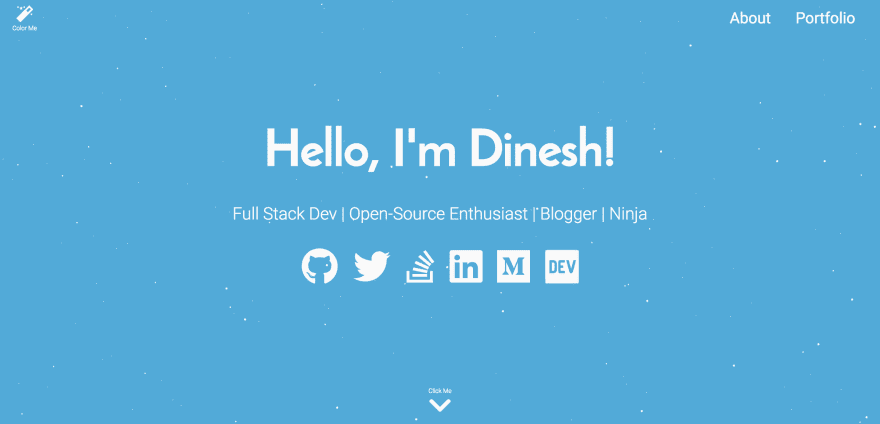 Color Me
About Portfolio
Hello, I'm Dinesh!
Full Stack Dev | Open-Source Enthusiast | Blogger | Ninja
in M DEV
Click Me